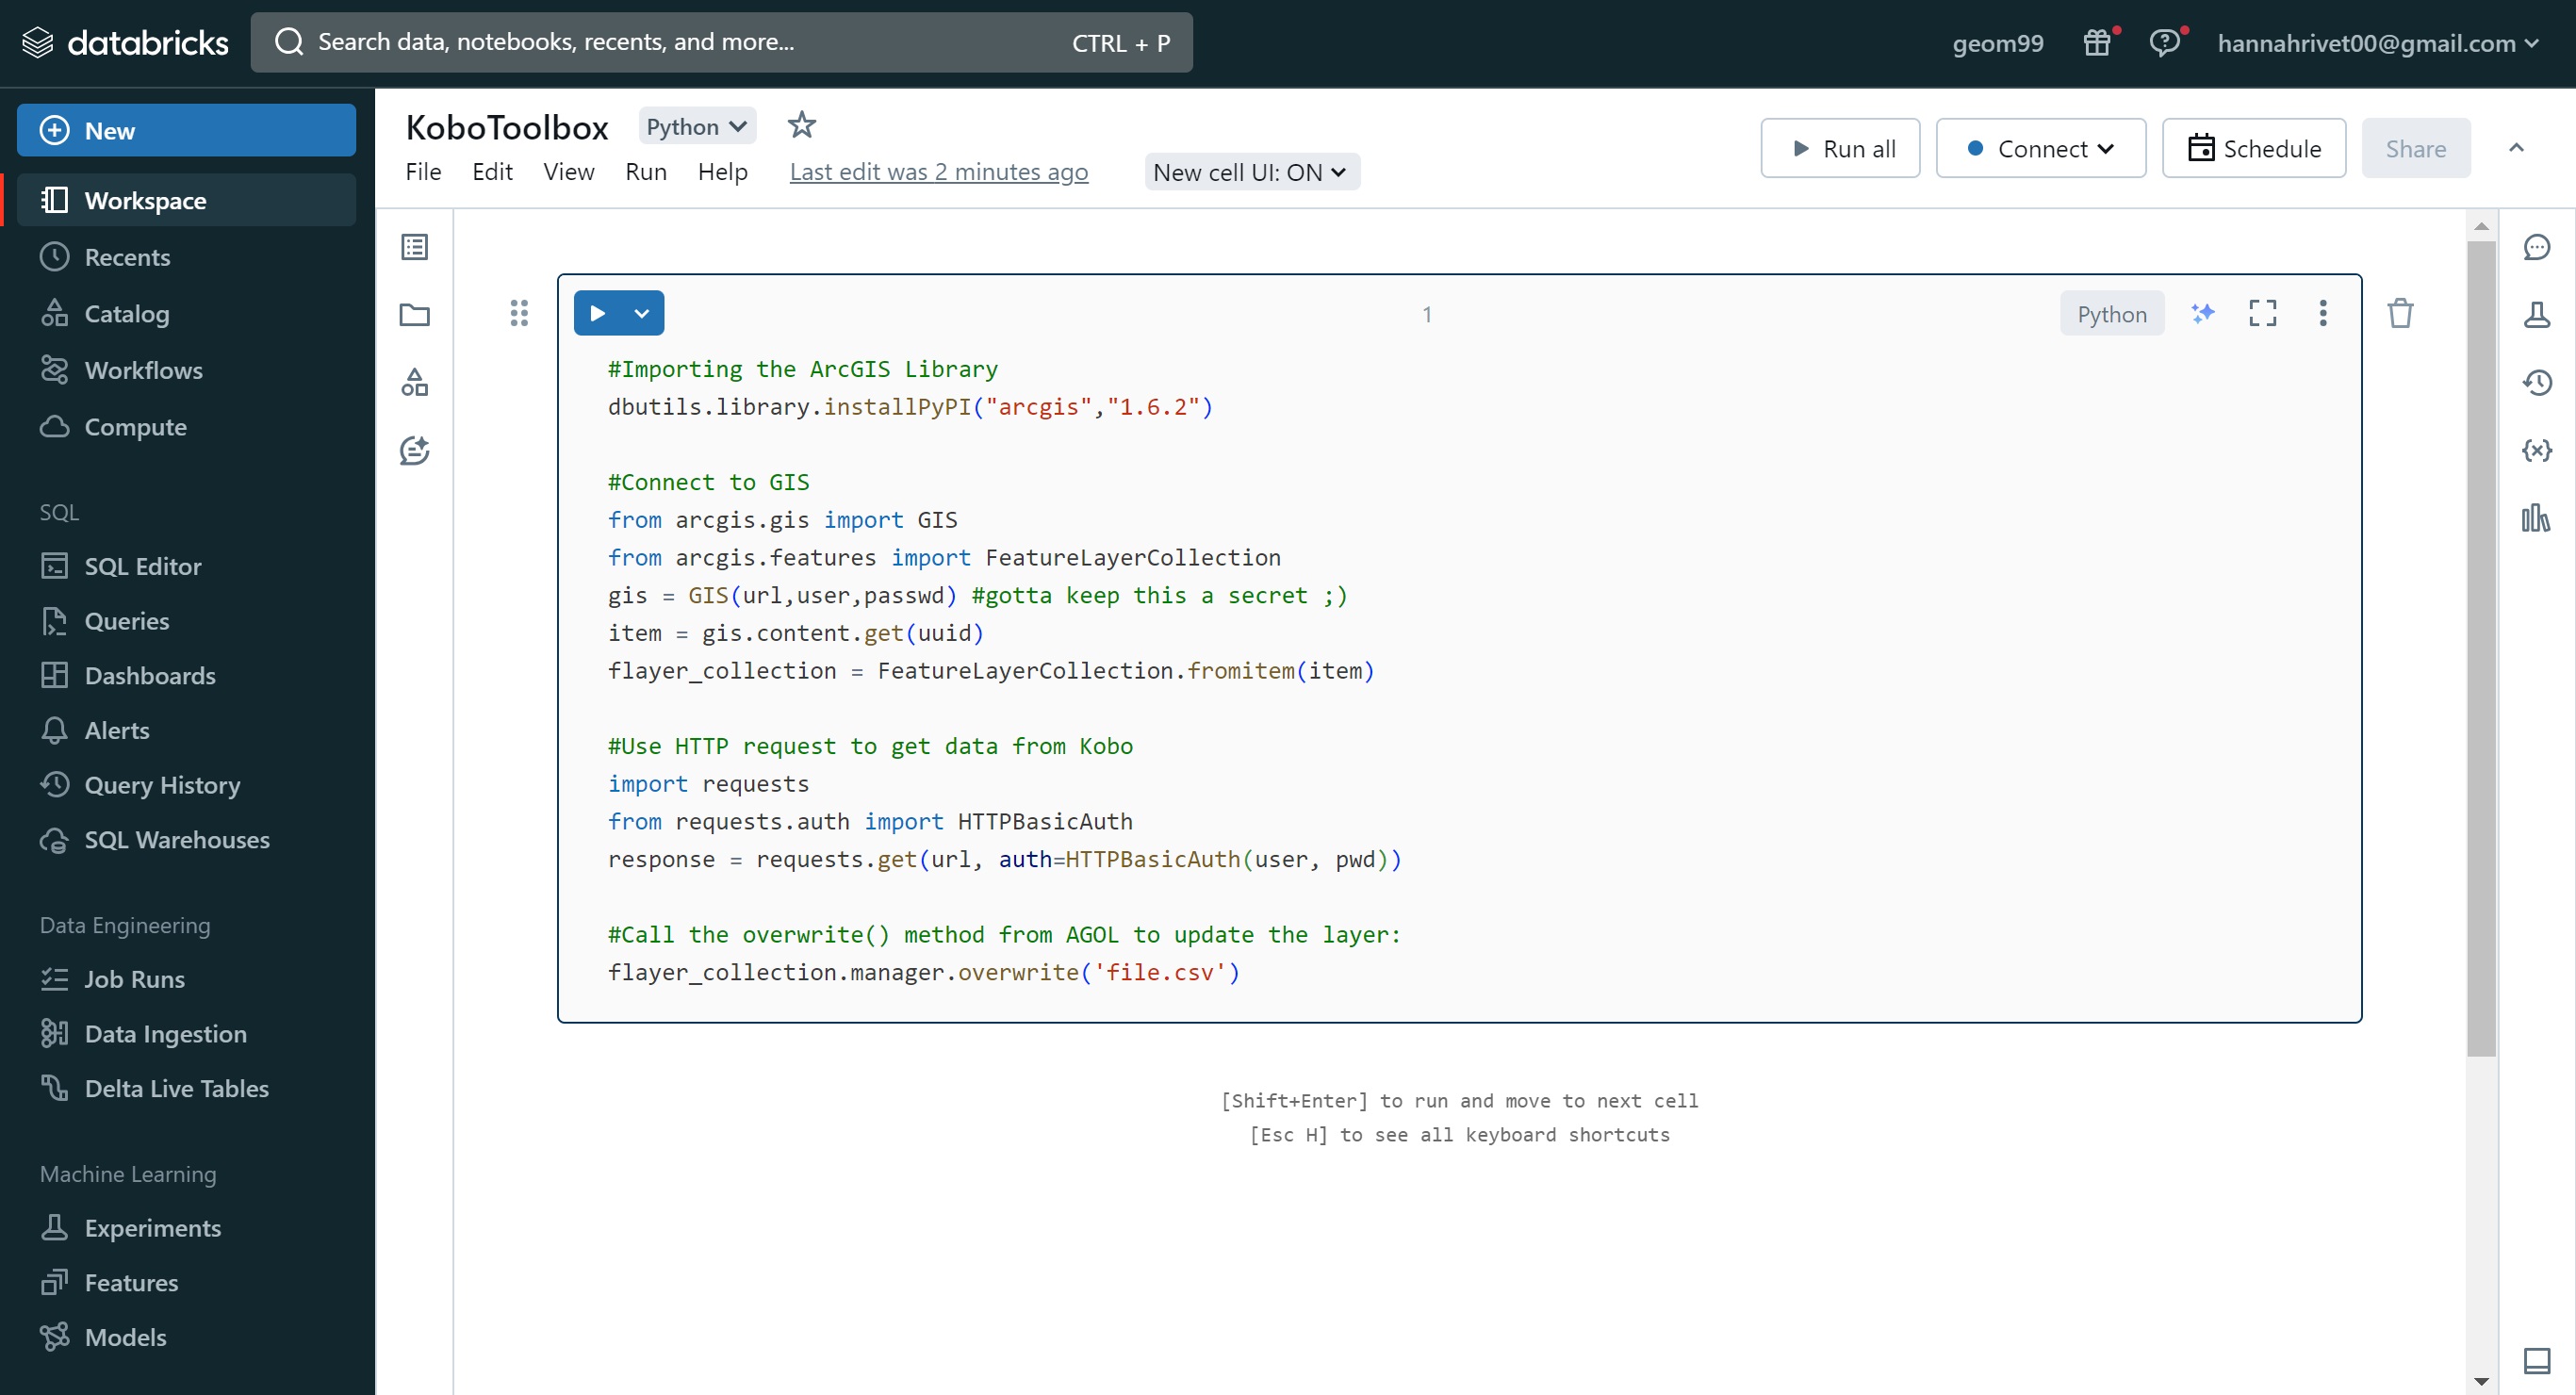 databricks
Search data, notebooks, recents, and more... CTRL + P
geom99
hannahrivet00@gmail.com
New
Workspace
Recents
Catalog
Workflows
Compute
SQL
SQL Editor
Queries
Dashboards
Alerts
Query History
SQL Warehouses
Data Engineering
Job Runs
Data Ingestion
Delta Live Tables
Machine Learning
Experiments
Features
Models
KoboToolbox Python
File Edit View Run Help Last edit was 2 minutes ago New cell UI: ON
Run all Connect Schedule Share
1 Python
#Importing the ArcGIS Library
dbutils.library.installPyPI("arcgis","1.6.2")
#Connect to GIS
from arcgis.gis import GIS
from arcgis.features import FeatureLayerCollection
gis = GIS(url,user,passwd) #gotta keep this a secret ;)
item = gis.content.get(uuid)
flayer_collection = FeatureLayerCollection.fromitem(item)
#Use HTTP request to get data from Kobo
import requests
from requests.auth import HTTPBasicAuth
response = requests.get(url, auth=HTTPBasicAuth(user, pwd))
#Call the overwrite() method from AGOL to update the layer:
flayer_collection.manager.overwrite('file.csv')
[Shift+Enter] to run and move to next cell
[Esc H] to see all keyboard shortcuts